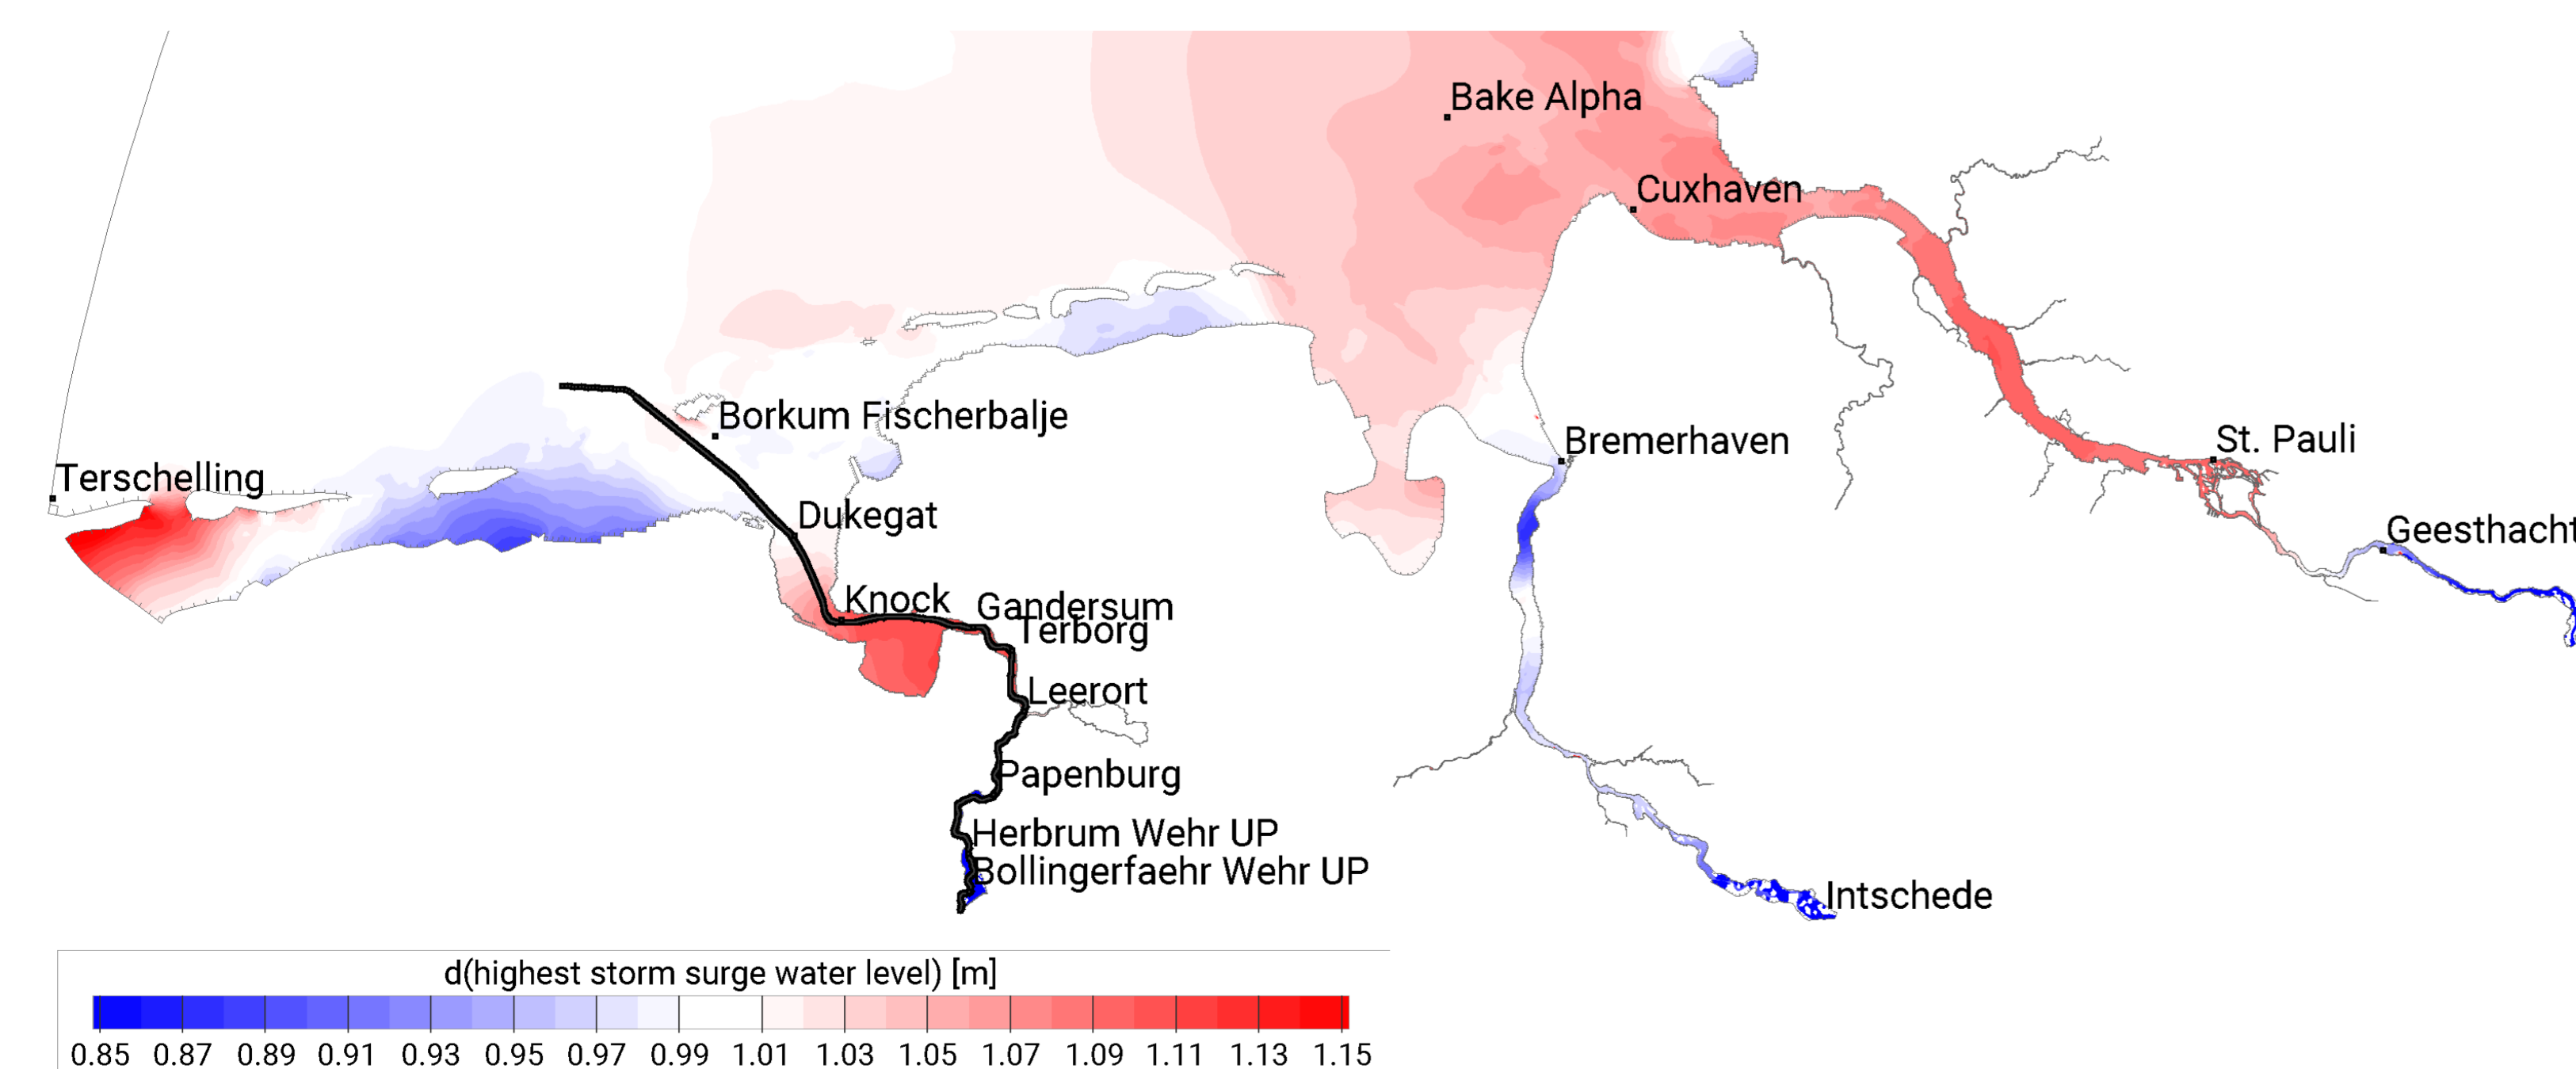 Bake Alpha
Cuxhaven
Borkum Fischerbalje
Bremerhaven
St. Pauli
Terschelling
Dukegat
Geesthacht
Knock
Gandersum
Terborg
Leerort
Papenburg
Herbrum Wehr UP
Bollingerfaehr Wehr UP
Intschede
d(highest storm surge water level) [m]
0.85 0.87 0.89 0.91 0.93 0.95 0.97 0.99 1.01 1.03 1.05 1.07 1.09 1.11 1.13 1.15